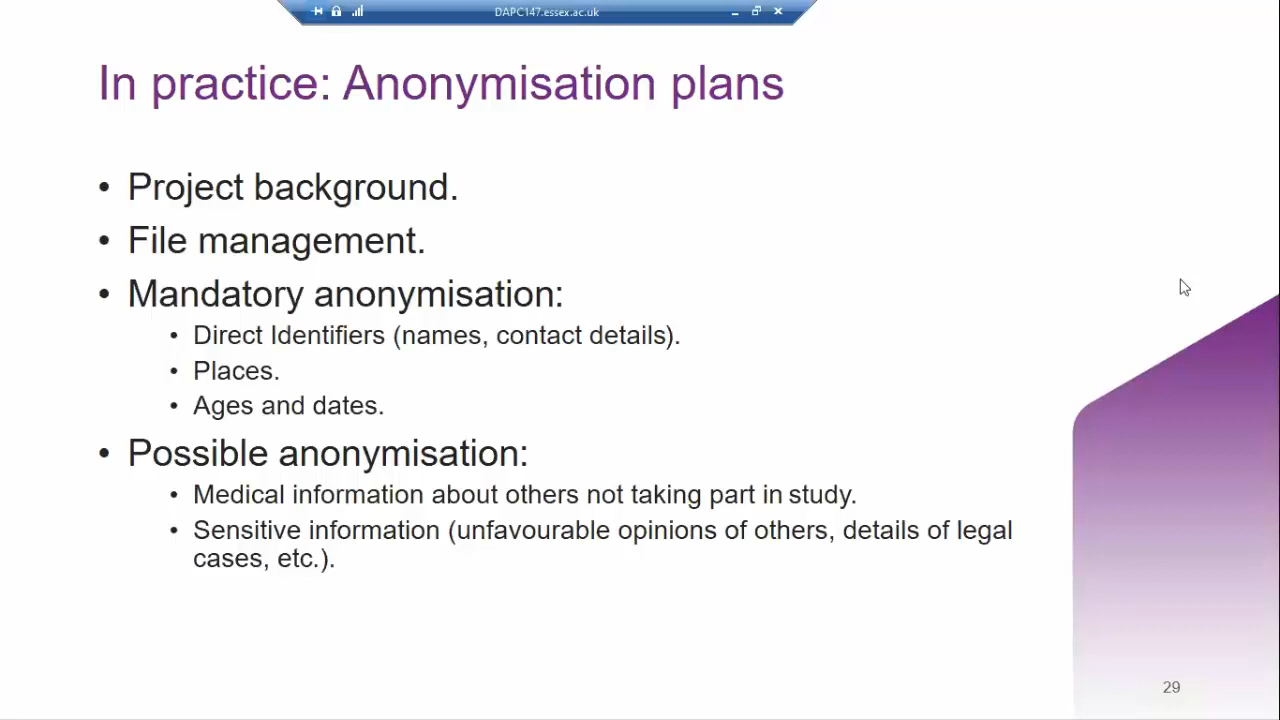 DAPC147.essex.ac.uk
In practice: Anonymisation plans
• Project background.
• File management.
• Mandatory anonymisation:
• Direct Identifiers (names, contact details).
• Places.
• Ages and dates.
• Possible anonymisation:
• Medical information about others not taking part in study.
• Sensitive information (unfavourable opinions of others, details of legal
cases, etc.).
29